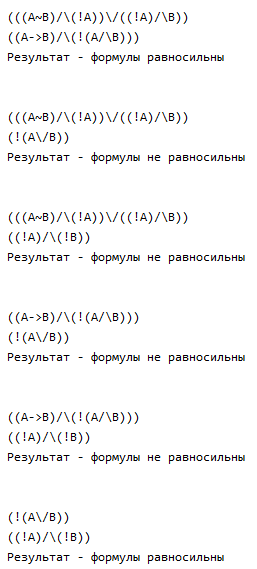 (((A~B)/\(!A))\/((!A)/\B))
((A->B)/\(!(A/\B)))
Результат - формулы равносильны
(((A~B)/\(!A))\/((!A)/\B))
(!(A\/B))
Результат - формулы не равносильны
(((A~B)/\(!A))\/((!A)/\B))
((!A)/\(!B))
Результат - формулы не равносильны
((A->B)/\(!(A/\B)))
(!(A\/B))
Результат - формулы не равносильны
((A->B)/\(!(A/\B)))
((!A)/\(!B))
Результат - формулы не равносильны
(!(A\/B))
((!A)/\(!B))
Результат - формулы равносильны